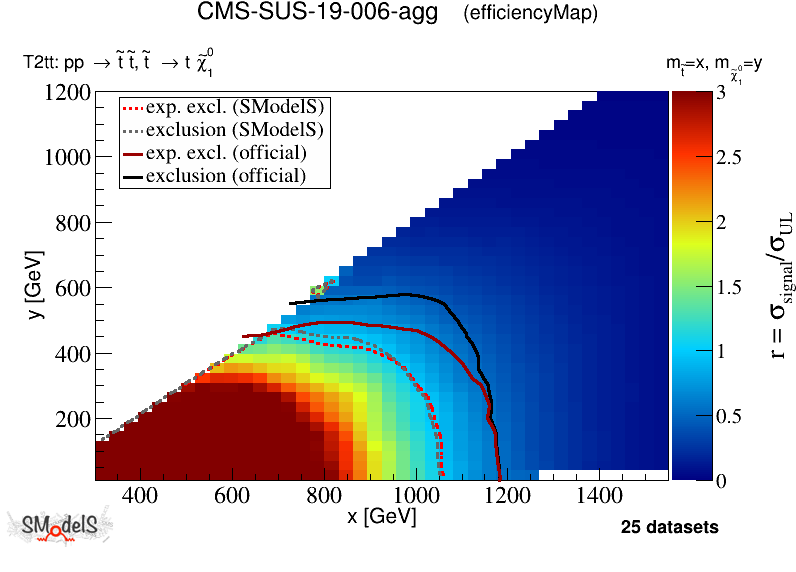 CMS-SUS-19-006-agg (efficiencyMap)
T2tt: pp → t̃ t̃, t̃ → t χ̃⁰₁
m_t̃=x, m_χ̃⁰₁=y
exp. excl. (SModelS)
exclusion (SModelS)
exp. excl. (official)
exclusion (official)
1200
1000
800
600
400
200
y [GeV]
400 600 800 1000 1200 1400
x [GeV]
3
2.5
2
1.5
1
0.5
0
r = σ_signal/σ_UL
SModelS
25 datasets